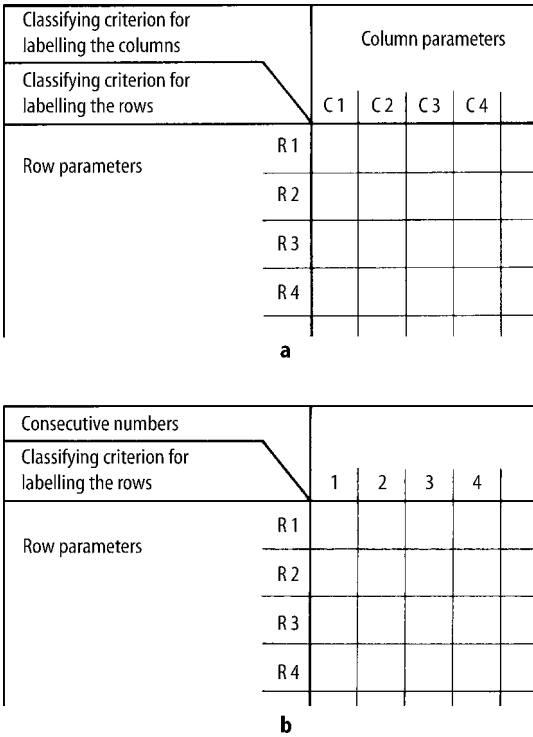 Classifying criterion for
labelling the columns
Column parameters
Classifying criterion for
labelling the rows
C 1 C 2 C 3 C 4
Row parameters
R 1
R 2
R 3
R 4
a
Consecutive numbers
Classifying criterion for
labelling the rows
1 2 3 4
Row parameters
R 1
R 2
R 3
R 4
b